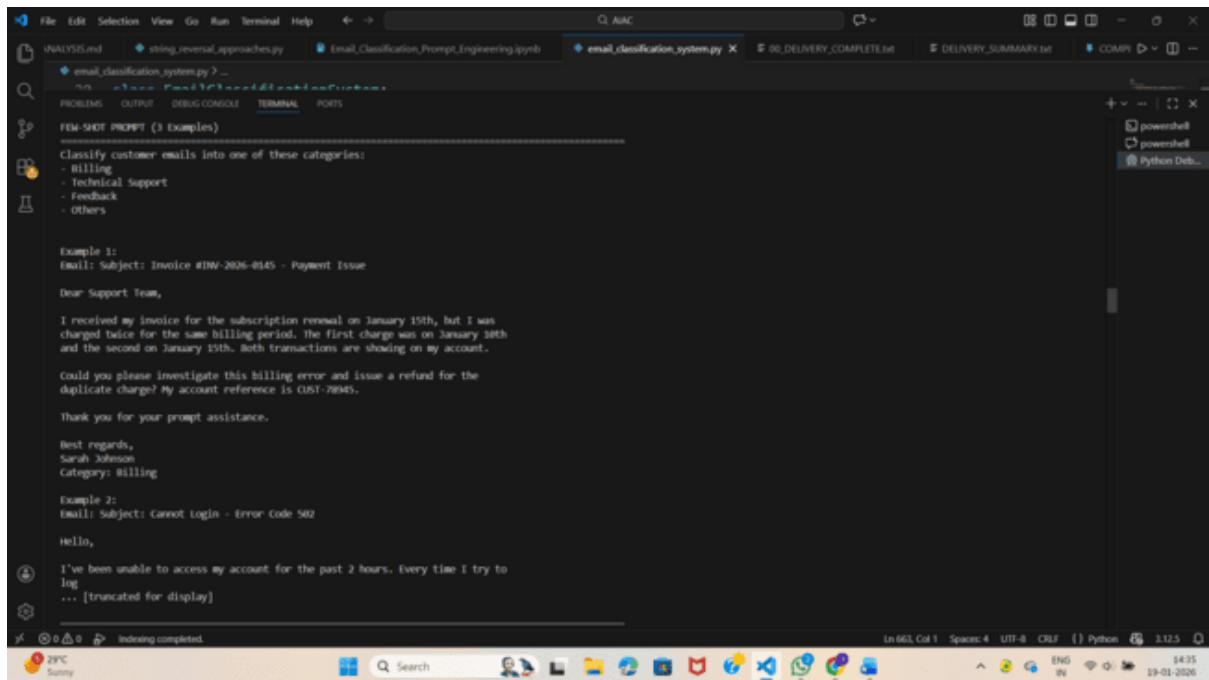 File Edit Selection View Go Run Terminal Help
AIAC
ANALYSIS.md string_reversal_approaches.py Email_Classification_Prompt_Engineering.ipynb email_classification_system.py 00_DELIVERY_COMPLETE.txt DELIVERY_SUMMARY.txt COMPI
email_classification_system.py > ...
class EmailClassificationSystem:
PROBLEMS OUTPUT DEBUG CONSOLE TERMINAL PORTS
powershell
powershell
Python Deb...
FEW-SHOT PROMPT (3 Examples)
Classify customer emails into one of these categories:
- Billing
- Technical Support
- Feedback
- Others
Example 1:
Email: Subject: Invoice #INV-2026-0145 - Payment Issue
Dear Support Team,
I received my invoice for the subscription renewal on January 15th, but I was
charged twice for the same billing period. The first charge was on January 10th
and the second on January 15th. Both transactions are showing on my account.
Could you please investigate this billing error and issue a refund for the
duplicate charge? My account reference is CUST-78945.
Thank you for your prompt assistance.
Best regards,
Sarah Johnson
Category: Billing
Example 2:
Email: Subject: Cannot Login - Error Code 502
Hello,
I've been unable to access my account for the past 2 hours. Every time I try to
log
... [truncated for display]
0 0 Indexing completed. Ln 663, Col 1 Spaces: 4 UTF-8 CRLF { } Python 3.12.5
29°C
Sunny
Search
ENG
IN
14:35
19-01-2026